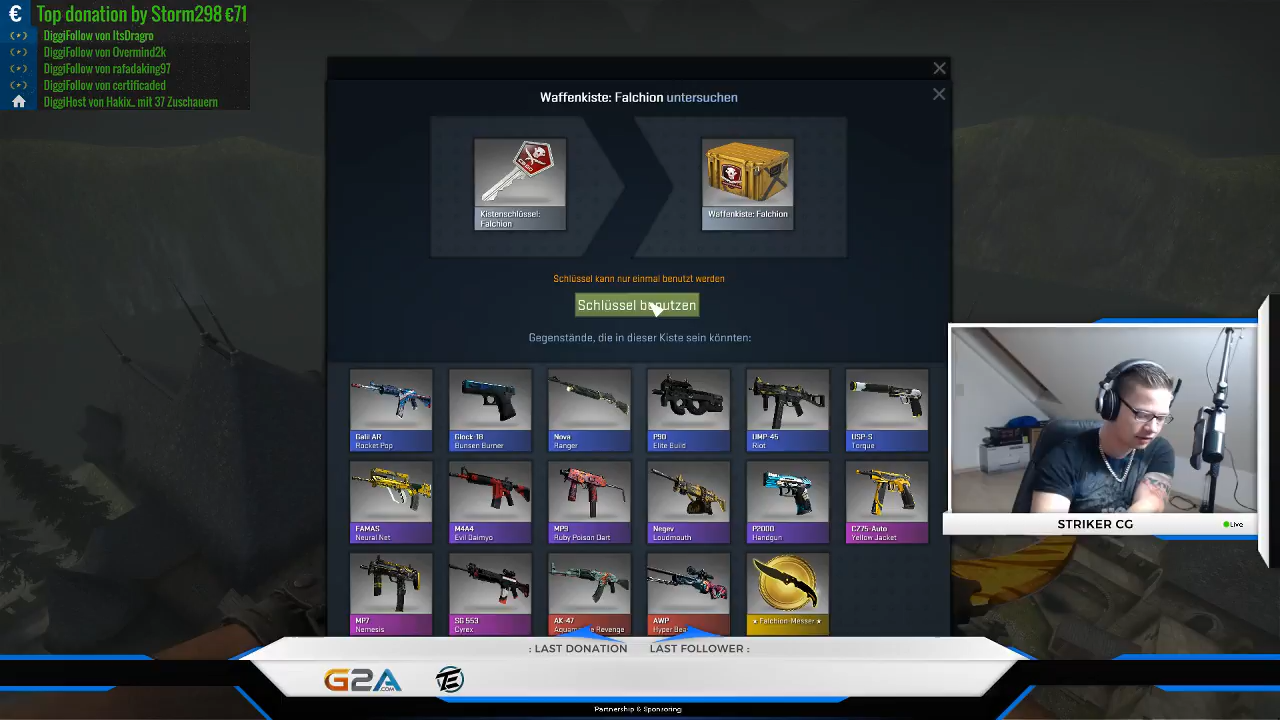 € Top donation by Storm298 €71
DiggiFollow von ItsDragro
DiggiFollow von Overmind2k
DiggiFollow von rafadaking97
DiggiFollow von certificaded
DiggiHost von Hakix_ mit 37 Zuschauern
Waffenkiste: Falchion untersuchen
CS:GO
Kistenschlüssel: Falchion
Waffenkiste: Falchion
Schlüssel kann nur einmal benutzt werden
Schlüssel benutzen
Gegenstände, die in dieser Kiste sein könnten:
Galil AR
Rocket Pop
Glock-18
Bunsen Burner
Nova
Ranger
P90
Elite Build
UMP-45
Riot
USP-S
Torque
FAMAS
Neural Net
M4A4
Evil Daimyo
MP9
Ruby Poison Dart
Negev
Loudmouth
P2000
Handgun
CZ75-Auto
Yellow Jacket
MP7
Nemesis
SG 553
Cyrex
AK-47
Revenge
AWP
Hyper
★ Falchion-Messer ★
STRIKER CG
Live
: LAST DONATION
LAST FOLLOWER :
G2A.COM
TE
Partnership & Sponsoring